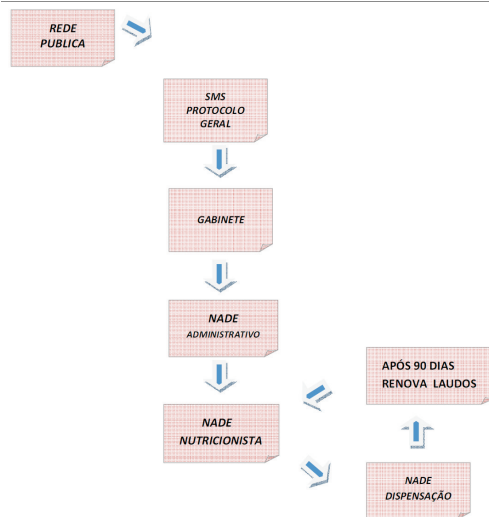 REDE
PUBLICA
SMS
PROTOCOLO
GERAL
GABINETE
NADE
ADMINISTRATIVO
NADE
NUTRICIONISTA
APÓS 90 DIAS
RENOVA LAUDOS
NADE
DISPENSAÇÃO